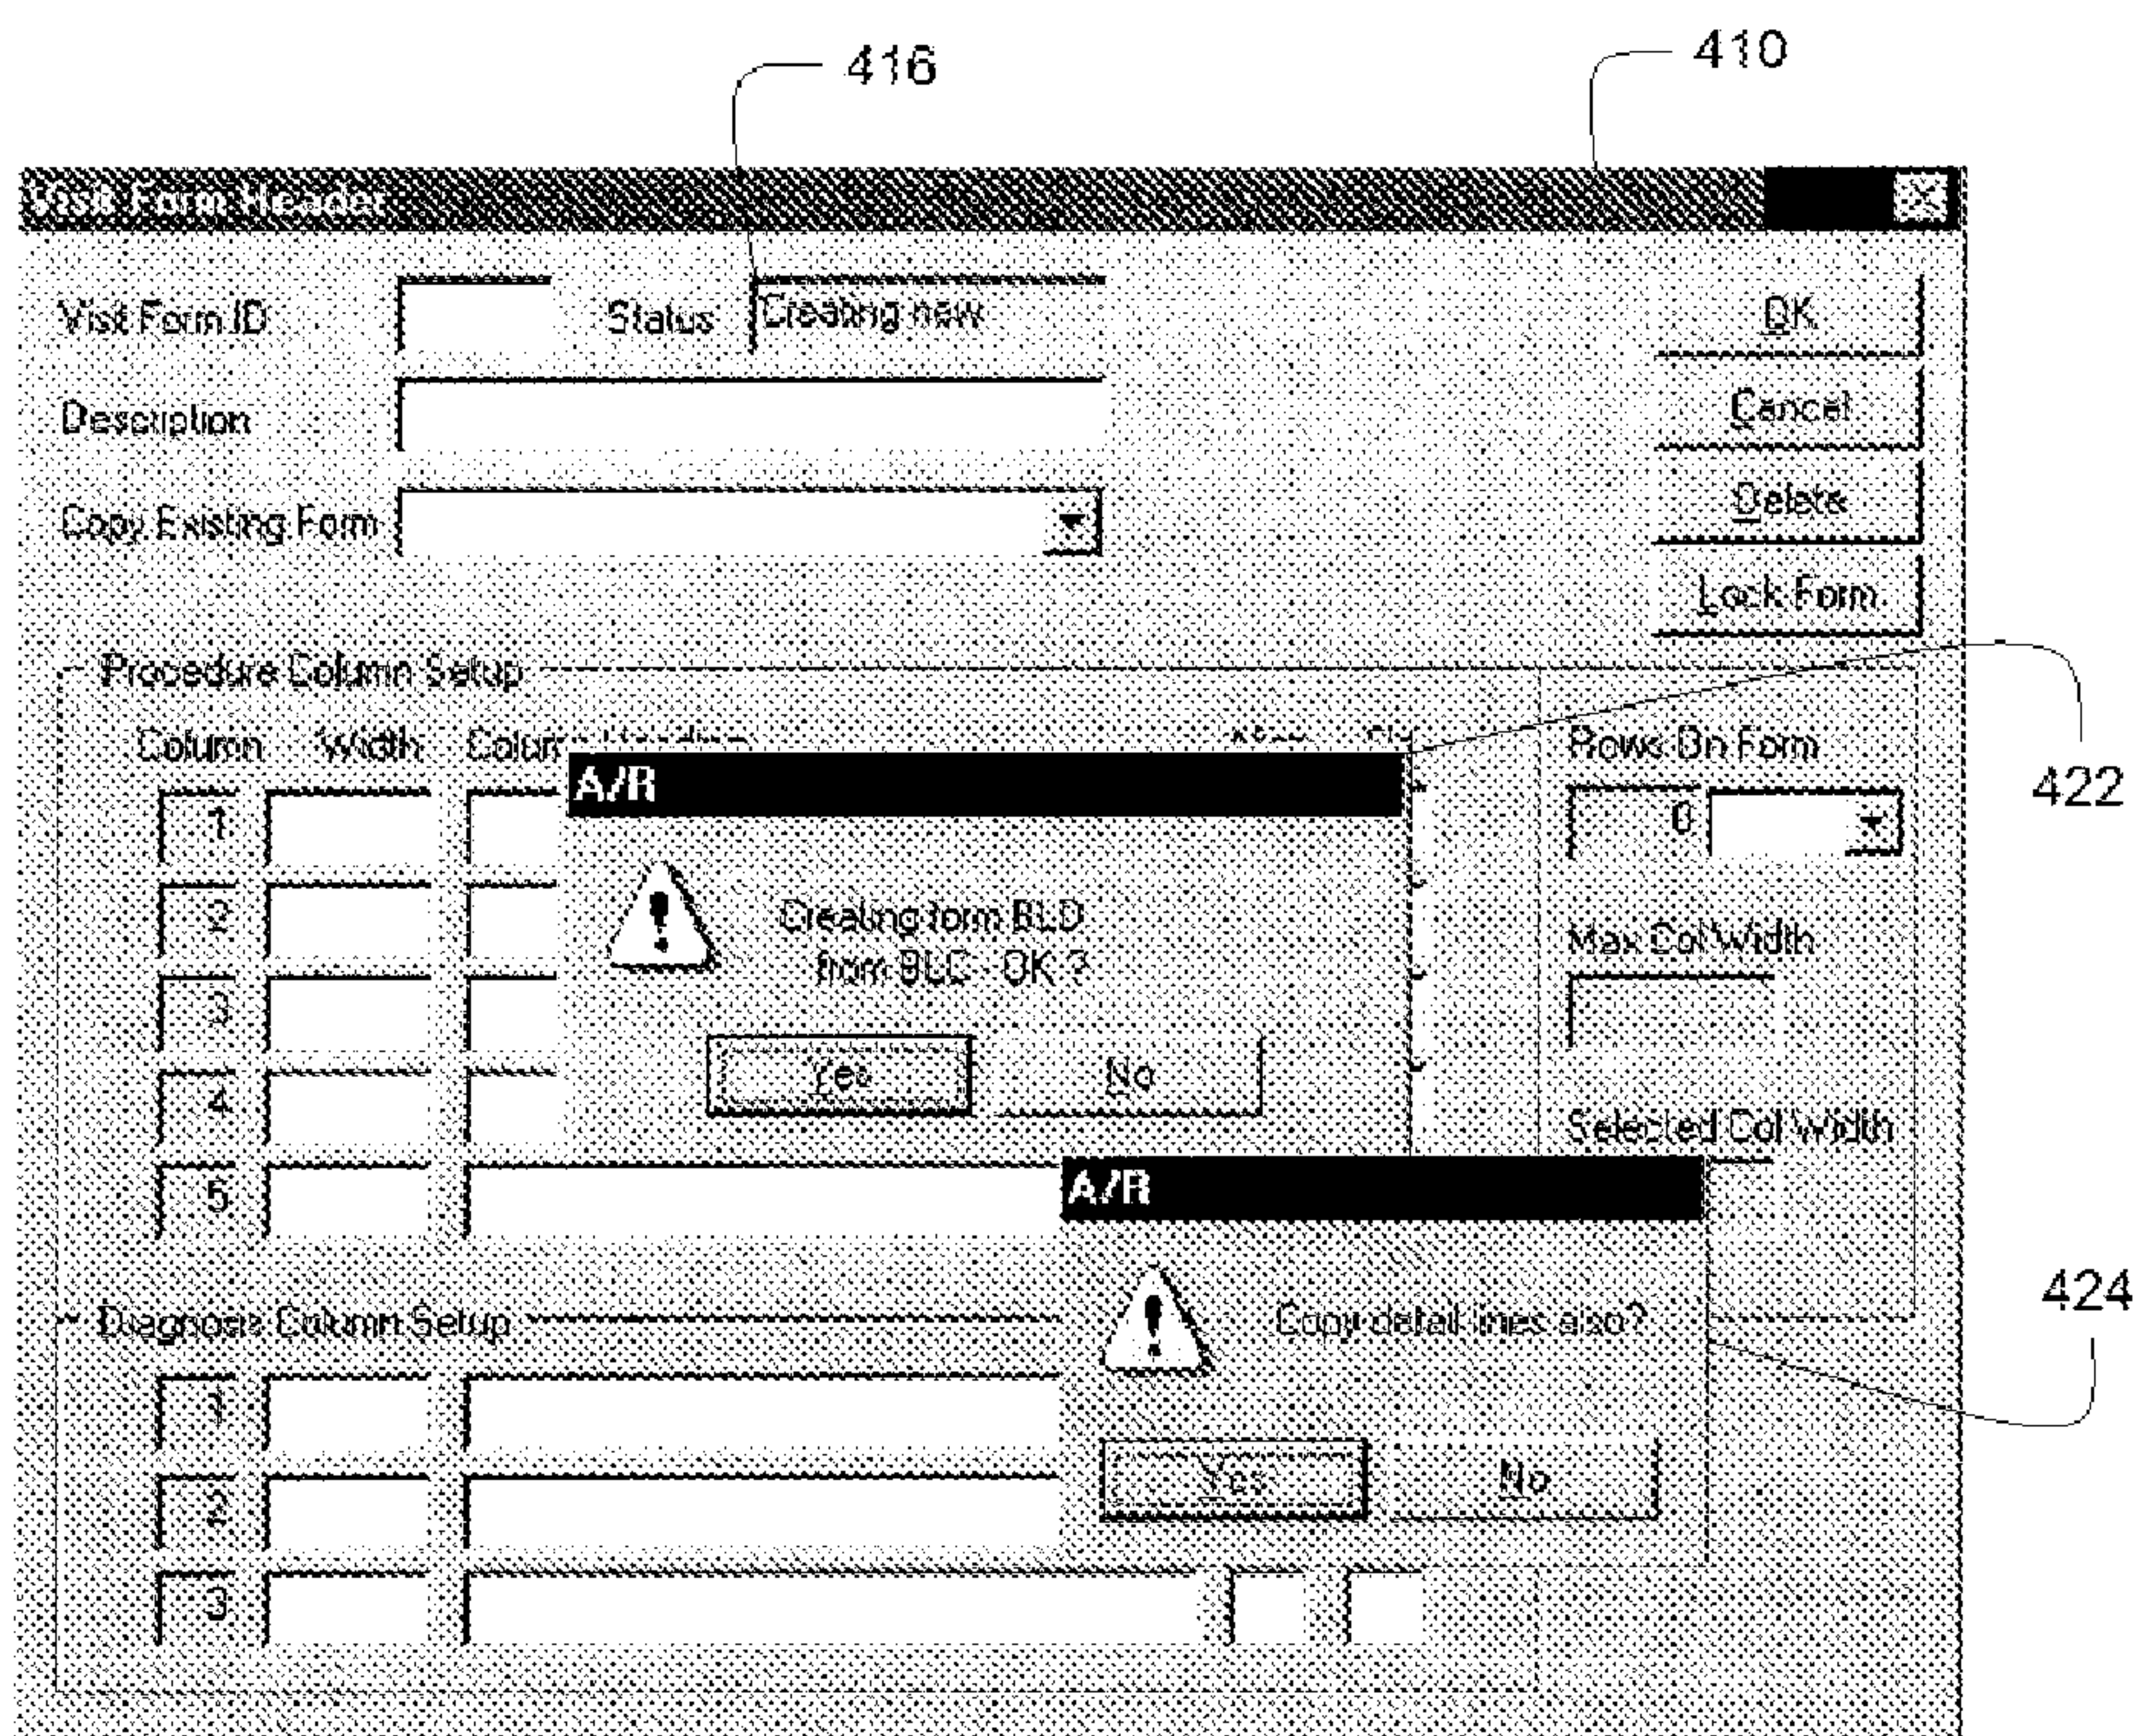 416
410
Visit Form Header
Visit Form ID
Status
Creating new
OK
Description
Cancel
Delete
Copy Existing Form
Lock Form
Procedure Column Setup
422
Column Width Column Heading
Rows On Form
A/R
1
0
2
Creating form BLD
from BLC - OK ?
Max Col Width
3
Yes
No
4
Selected Col Width
5
A/R
424
Diagnosis Column Setup
Copy detail lines also?
1
Yes
No
2
3